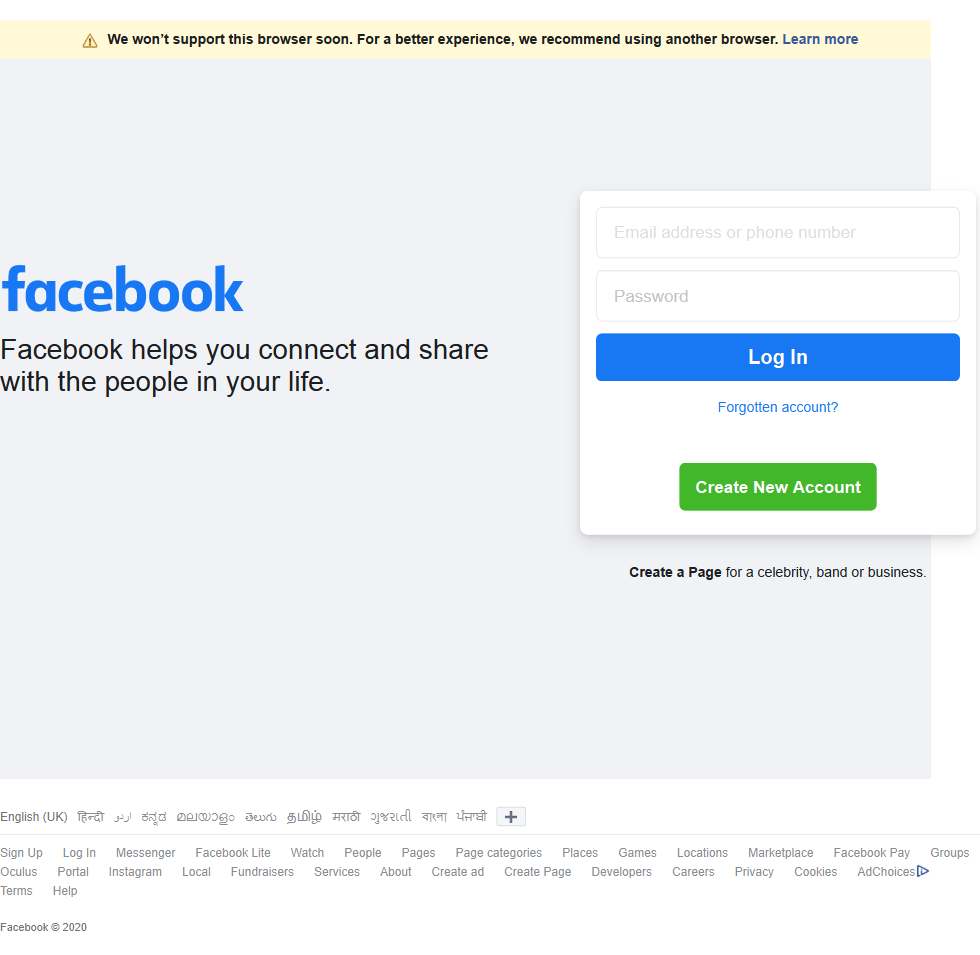 We won’t support this browser soon. For a better experience, we recommend using another browser. Learn more
facebook
Facebook helps you connect and share
with the people in your life.
Email address or phone number
Password
Log In
Forgotten account?
Create New Account
Create a Page for a celebrity, band or business.
English (UK) हिन्दी اردو ಕನ್ನಡ മലയാളം తెలుగు தமிழ் मराठी ગુજરાતી বাংলা ਪੰਜਾਬੀ
Sign Up Log In Messenger Facebook Lite Watch People Pages Page categories Places Games Locations Marketplace Facebook Pay Groups
Oculus Portal Instagram Local Fundraisers Services About Create ad Create Page Developers Careers Privacy Cookies AdChoices
Terms Help
Facebook © 2020